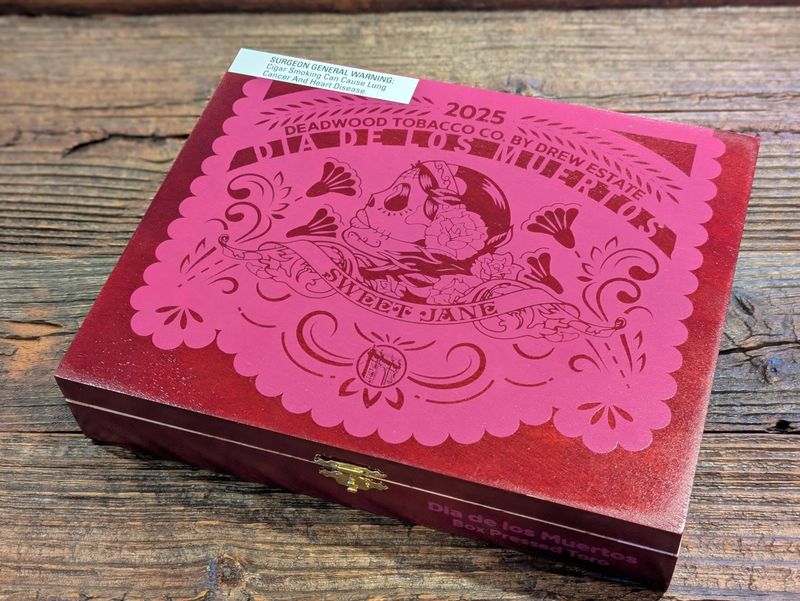 SURGEON GENERAL WARNING:
Cigar Smoking Can Cause Lung
Cancer And Heart Disease.
2025
DEADWOOD TOBACCO CO. BY DREW ESTATE
DIA DE LOS MUERTOS
SWEET JANE
Dia de los Muertos
Box Pressed Toro